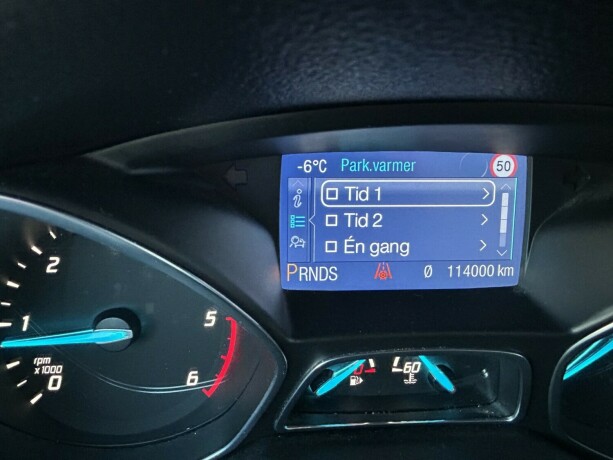 -6°C Park.varmer 50
Tid 1
Tid 2
Én gang
PRNDS Ø 114000 km
2
1
0
rpm
x1000
5
6
60